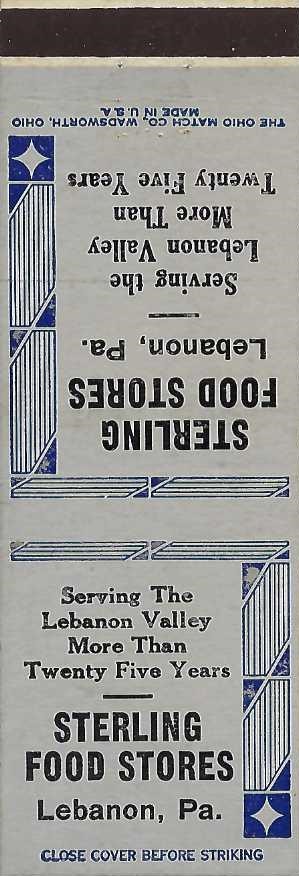 STERLING
FOOD STORES
Lebanon, Pa.
Serving the
Lebanon Valley
More Than
Twenty Five Years
MADE IN U.S.A.
THE OHIO MATCH CO., WADSWORTH, OHIO
Serving The
Lebanon Valley
More Than
Twenty Five Years
STERLING
FOOD STORES
Lebanon, Pa.
CLOSE COVER BEFORE STRIKING